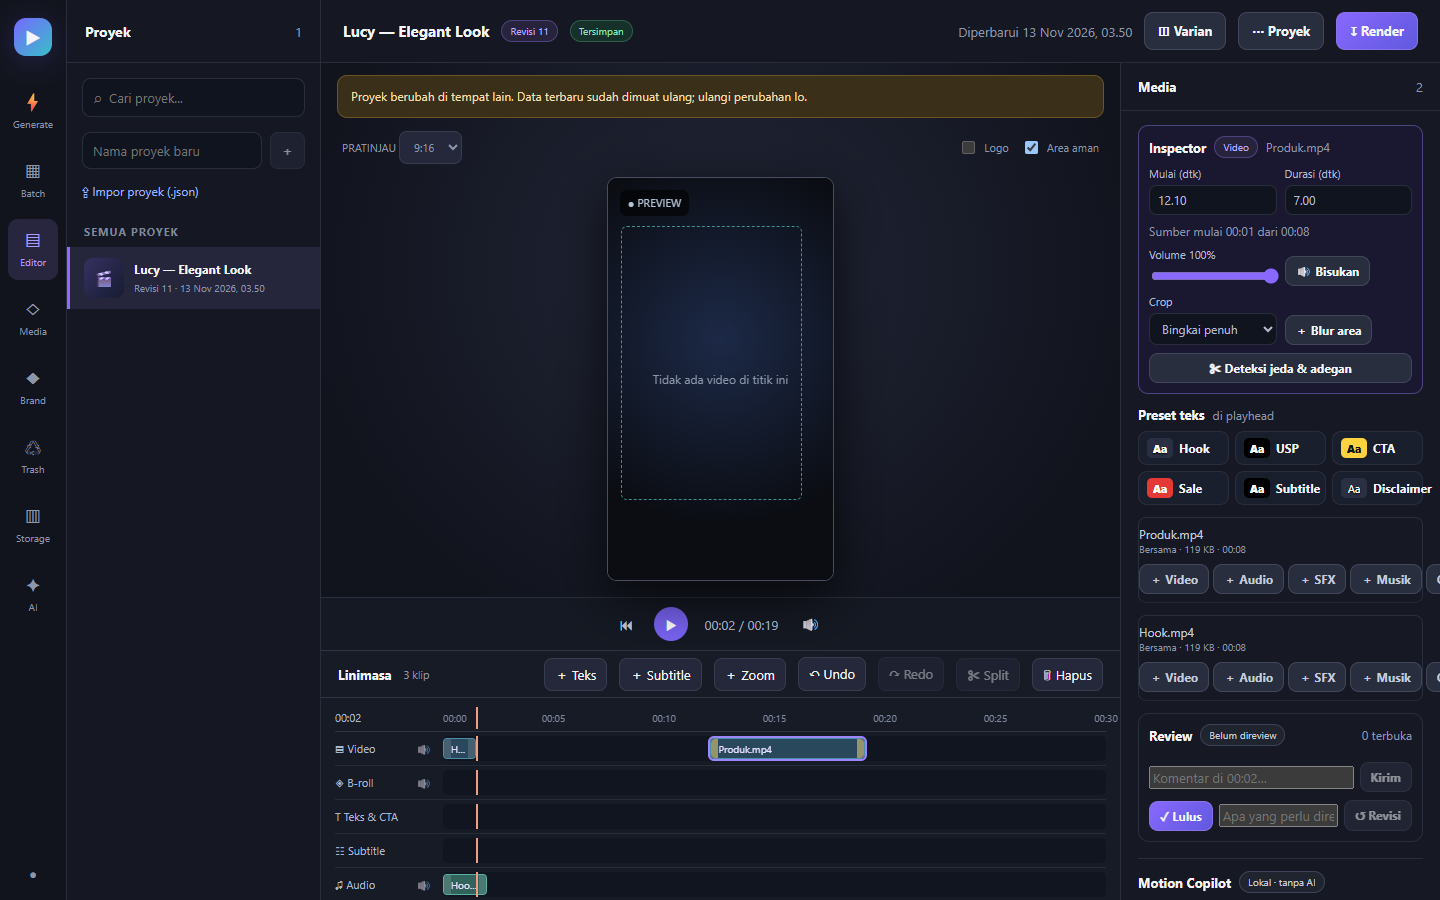 Generate
Batch
Editor
Media
Brand
Trash
Storage
AI
Proyek
1
Cari proyek...
Nama proyek baru
+
Impor proyek (.json)
SEMUA PROYEK
Lucy — Elegant Look
Revisi 11 · 13 Nov 2026, 03.50
Lucy — Elegant Look
Revisi 11
Tersimpan
Diperbarui 13 Nov 2026, 03.50
Varian
Proyek
Render
Proyek berubah di tempat lain. Data terbaru sudah dimuat ulang; ulangi perubahan lo.
PRATINJAU
9:16
Logo
Area aman
PREVIEW
Tidak ada video di titik ini
00:02 / 00:19
Linimasa
3 klip
+ Teks
+ Subtitle
+ Zoom
Undo
Redo
Split
Hapus
00:02
00:00
00:05
00:10
00:15
00:20
00:25
00:30
Video
H...
Produk.mp4
B-roll
T Teks & CTA
Subtitle
Audio
Hoo...
Media
2
Inspector
Video
Produk.mp4
Mulai (dtk)
Durasi (dtk)
12.10
7.00
Sumber mulai 00:01 dari 00:08
Volume 100%
Bisukan
Crop
Bingkai penuh
+ Blur area
Deteksi jeda & adegan
Preset teks
di playhead
Aa Hook
Aa USP
Aa CTA
Aa Sale
Aa Subtitle
Aa Disclaimer
Produk.mp4
Bersama · 119 KB · 00:08
+ Video
+ Audio
+ SFX
+ Musik
Hook.mp4
Bersama · 119 KB · 00:08
+ Video
+ Audio
+ SFX
+ Musik
Review
Belum direview
0 terbuka
Komentar di 00:02...
Kirim
✓ Lulus
Apa yang perlu dire
Revisi
Motion Copilot
Lokal · tanpa AI